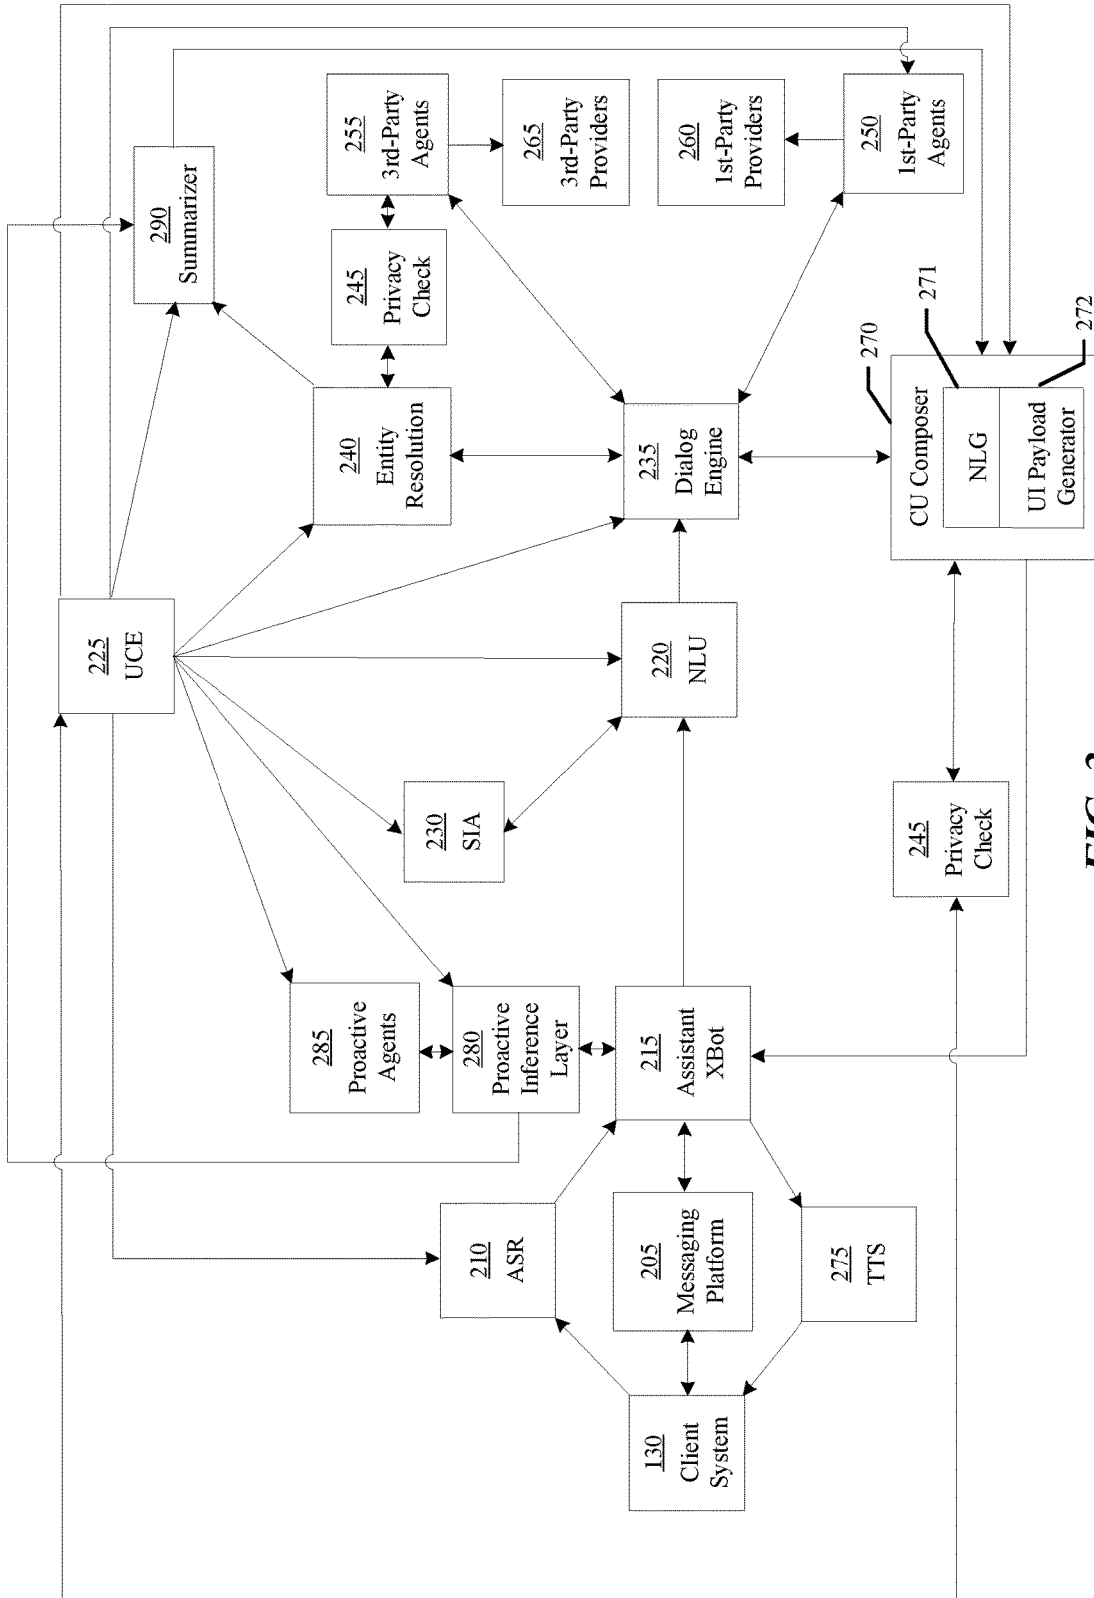 225
UCE
290
Summarizer
285
Proactive
Agents
240
Entity
Resolution
245
Privacy
Check
255
3rd-Party
Agents
210
ASR
280
Proactive
Inference
Layer
230
SIA
265
3rd-Party
Providers
130
Client
System
205
Messaging
Platform
215
Assistant
XBot
220
NLU
235
Dialog
Engine
260
1st-Party
Providers
275
TTS
250
1st-Party
Agents
245
Privacy
Check
270
CU Composer
271
NLG
272
UI Payload
Generator
FIG.